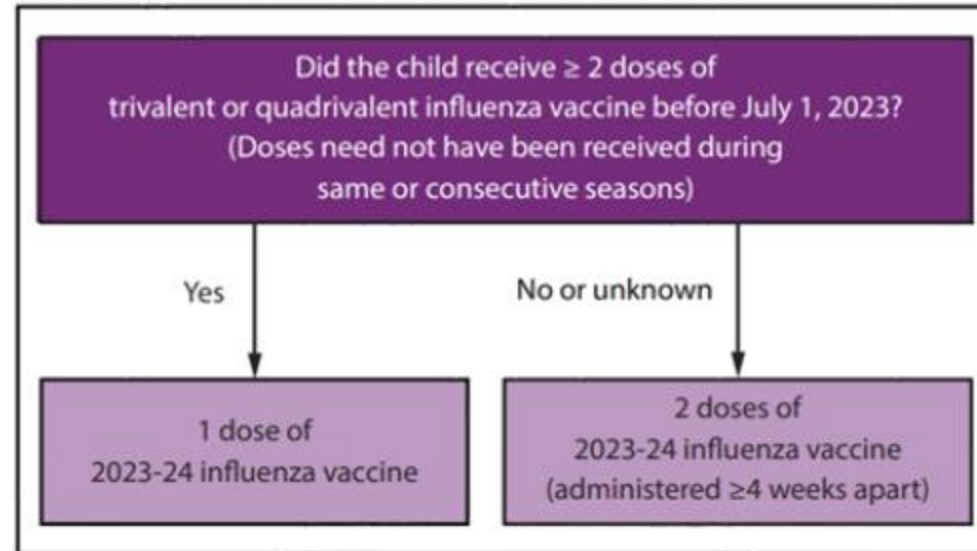 Did the child receive ≥ 2 doses of
trivalent or quadrivalent influenza vaccine before July 1, 2023?
(Doses need not have been received during
same or consecutive seasons)
Yes
No or unknown
1 dose of
2023-24 influenza vaccine
2 doses of
2023-24 influenza vaccine
(administered ≥4 weeks apart)